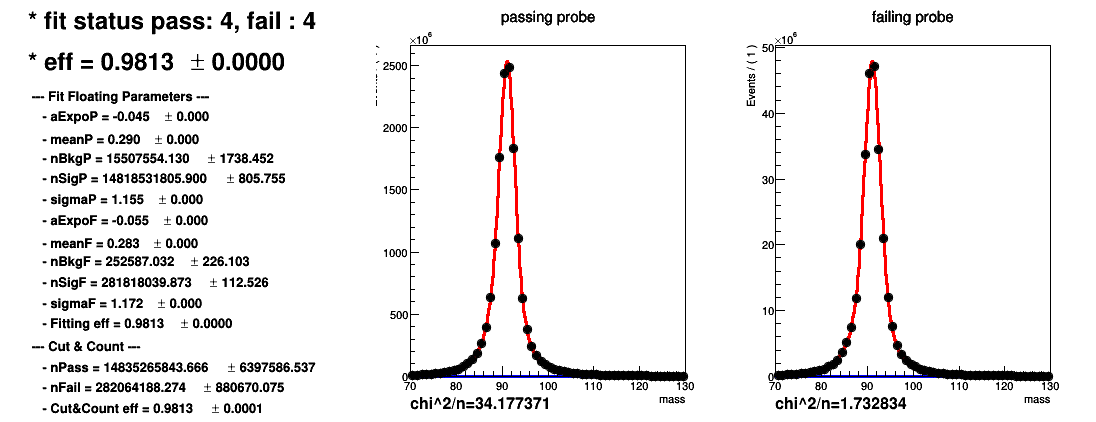 * fit status pass: 4, fail : 4
* eff = 0.9813 ± 0.0000
--- Fit Floating Parameters ---
- aExpoP = -0.045 ± 0.000
- meanP = 0.290 ± 0.000
- nBkgP = 15507554.130 ± 1738.452
- nSigP = 14818531805.900 ± 805.755
- sigmaP = 1.155 ± 0.000
- aExpoF = -0.055 ± 0.000
- meanF = 0.283 ± 0.000
- nBkgF = 252587.032 ± 226.103
- nSigF = 281818039.873 ± 112.526
- sigmaF = 1.172 ± 0.000
- Fitting eff = 0.9813 ± 0.0000
--- Cut & Count ---
- nPass = 14835265843.666 ± 6397586.537
- nFail = 282064188.274 ± 880670.075
- Cut&Count eff = 0.9813 ± 0.0001
passing probe
×10^6
2500
2000
1500
1000
500
0
70 80 90 100 110 120 130
mass
chi^2/n=34.177371
failing probe
×10^6
Events / ( 1 )
50
40
30
20
10
0
70 80 90 100 110 120 130
mass
chi^2/n=1.732834